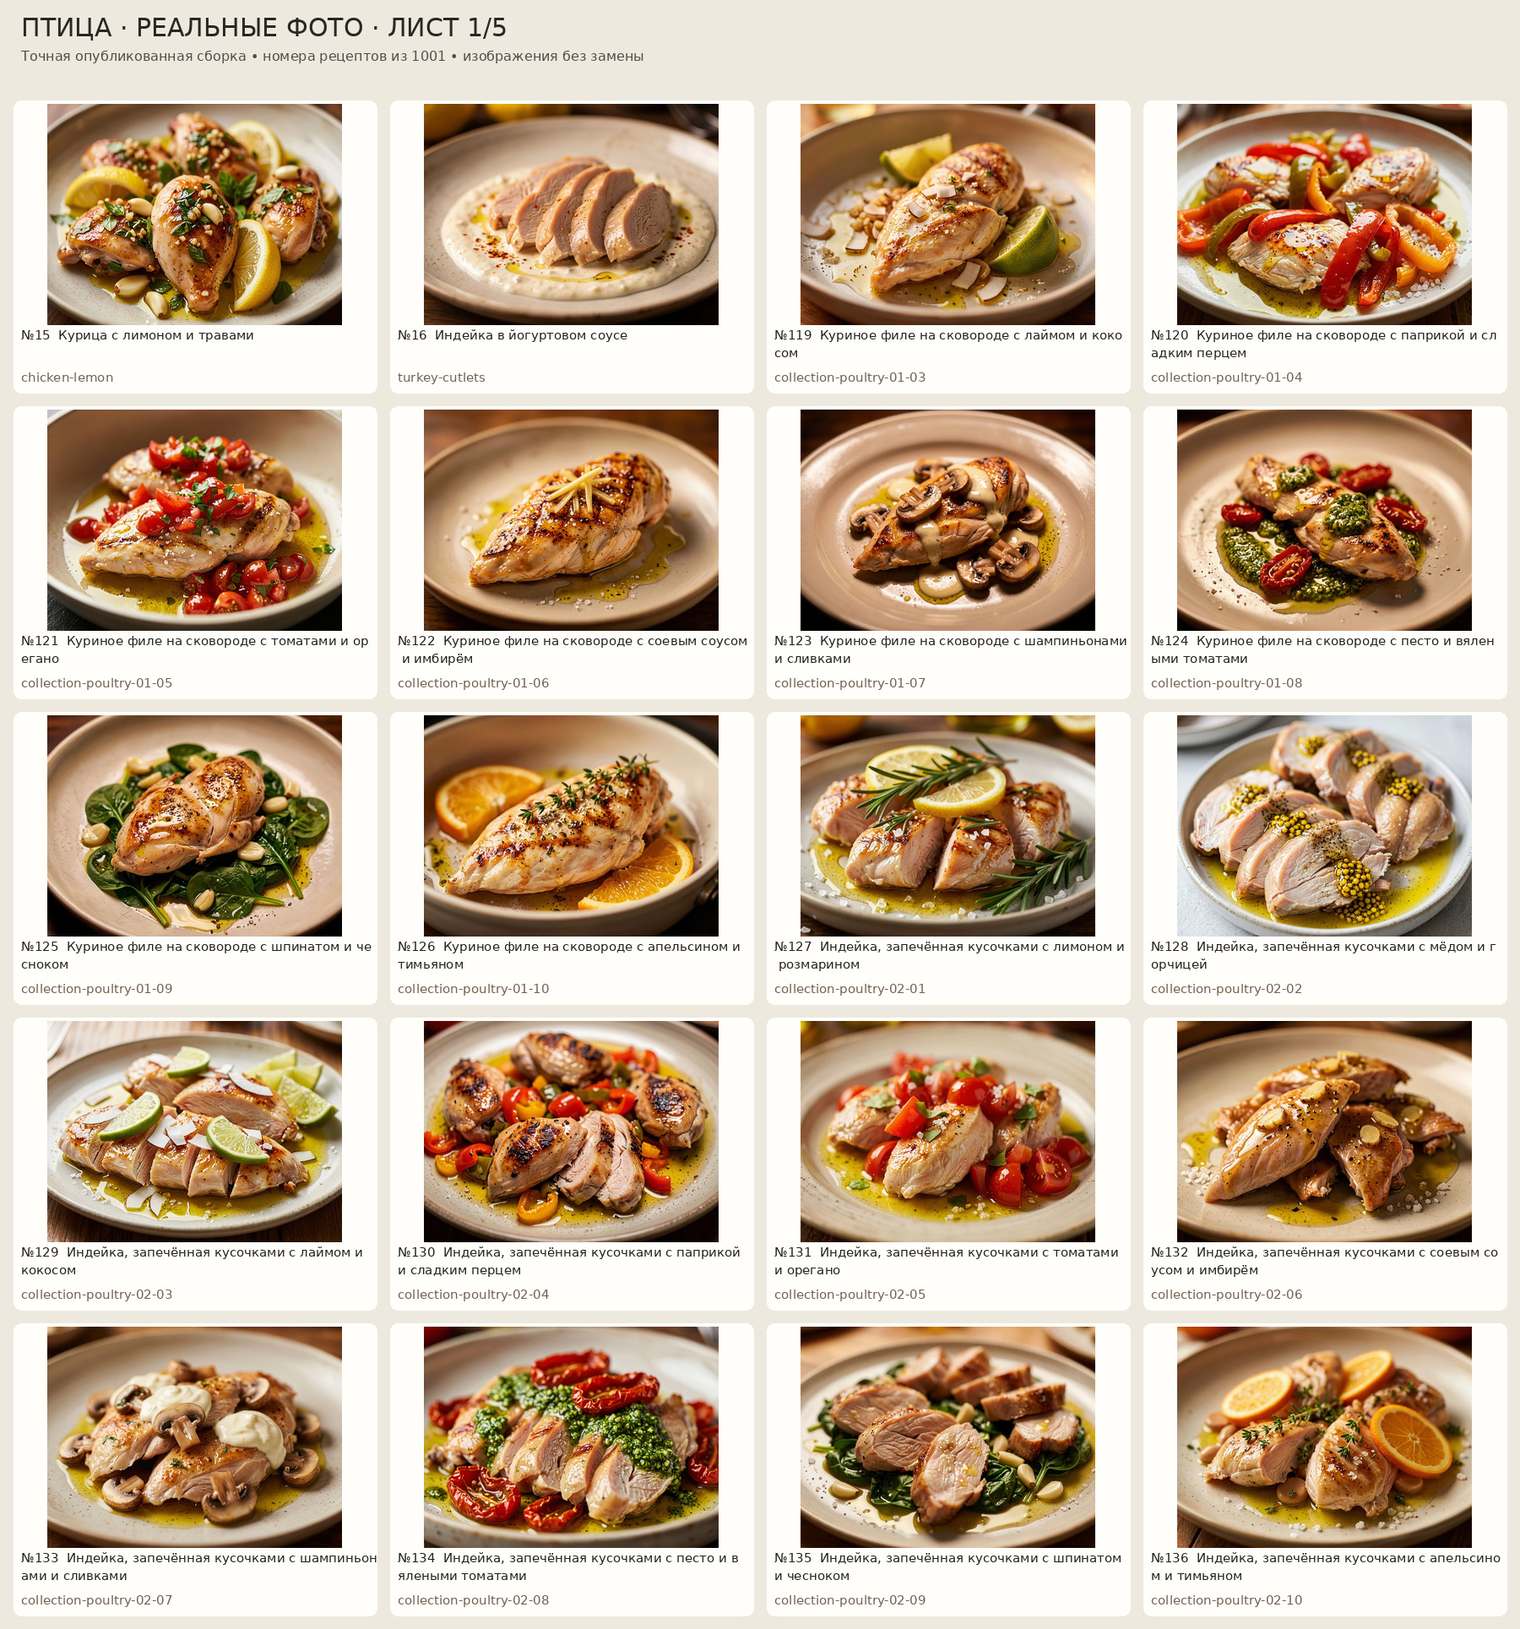 ПТИЦА · РЕАЛЬНЫЕ ФОТО · ЛИСТ 1/5
Точная опубликованная сборка • номера рецептов из 1001 • изображения без замены
№15 Курица с лимоном и травами
chicken-lemon
№16 Индейка в йогуртовом соусе
turkey-cutlets
№119 Куриное филе на сковороде с лаймом и коко
сом
collection-poultry-01-03
№120 Куриное филе на сковороде с паприкой и сл
адким перцем
collection-poultry-01-04
№121 Куриное филе на сковороде с томатами и ор
егано
collection-poultry-01-05
№122 Куриное филе на сковороде с соевым соусом
и имбирём
collection-poultry-01-06
№123 Куриное филе на сковороде с шампиньонами
и сливками
collection-poultry-01-07
№124 Куриное филе на сковороде с песто и вялен
ыми томатами
collection-poultry-01-08
№125 Куриное филе на сковороде с шпинатом и че
сноком
collection-poultry-01-09
№126 Куриное филе на сковороде с апельсином и
тимьяном
collection-poultry-01-10
№127 Индейка, запечённая кусочками с лимоном и
розмарином
collection-poultry-02-01
№128 Индейка, запечённая кусочками с мёдом и г
орчицей
collection-poultry-02-02
№129 Индейка, запечённая кусочками с лаймом и
кокосом
collection-poultry-02-03
№130 Индейка, запечённая кусочками с паприкой
и сладким перцем
collection-poultry-02-04
№131 Индейка, запечённая кусочками с томатами
и орегано
collection-poultry-02-05
№132 Индейка, запечённая кусочками с соевым со
усом и имбирём
collection-poultry-02-06
№133 Индейка, запечённая кусочками с шампиньон
ами и сливками
collection-poultry-02-07
№134 Индейка, запечённая кусочками с песто и в
ялеными томатами
collection-poultry-02-08
№135 Индейка, запечённая кусочками с шпинатом
и чесноком
collection-poultry-02-09
№136 Индейка, запечённая кусочками с апельсино
м и тимьяном
collection-poultry-02-10